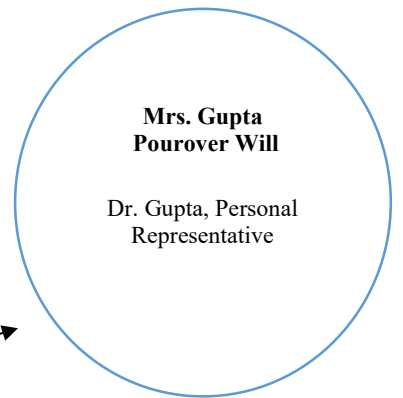 Mrs. Gupta
Pourover Will
Dr. Gupta, Personal
Representative